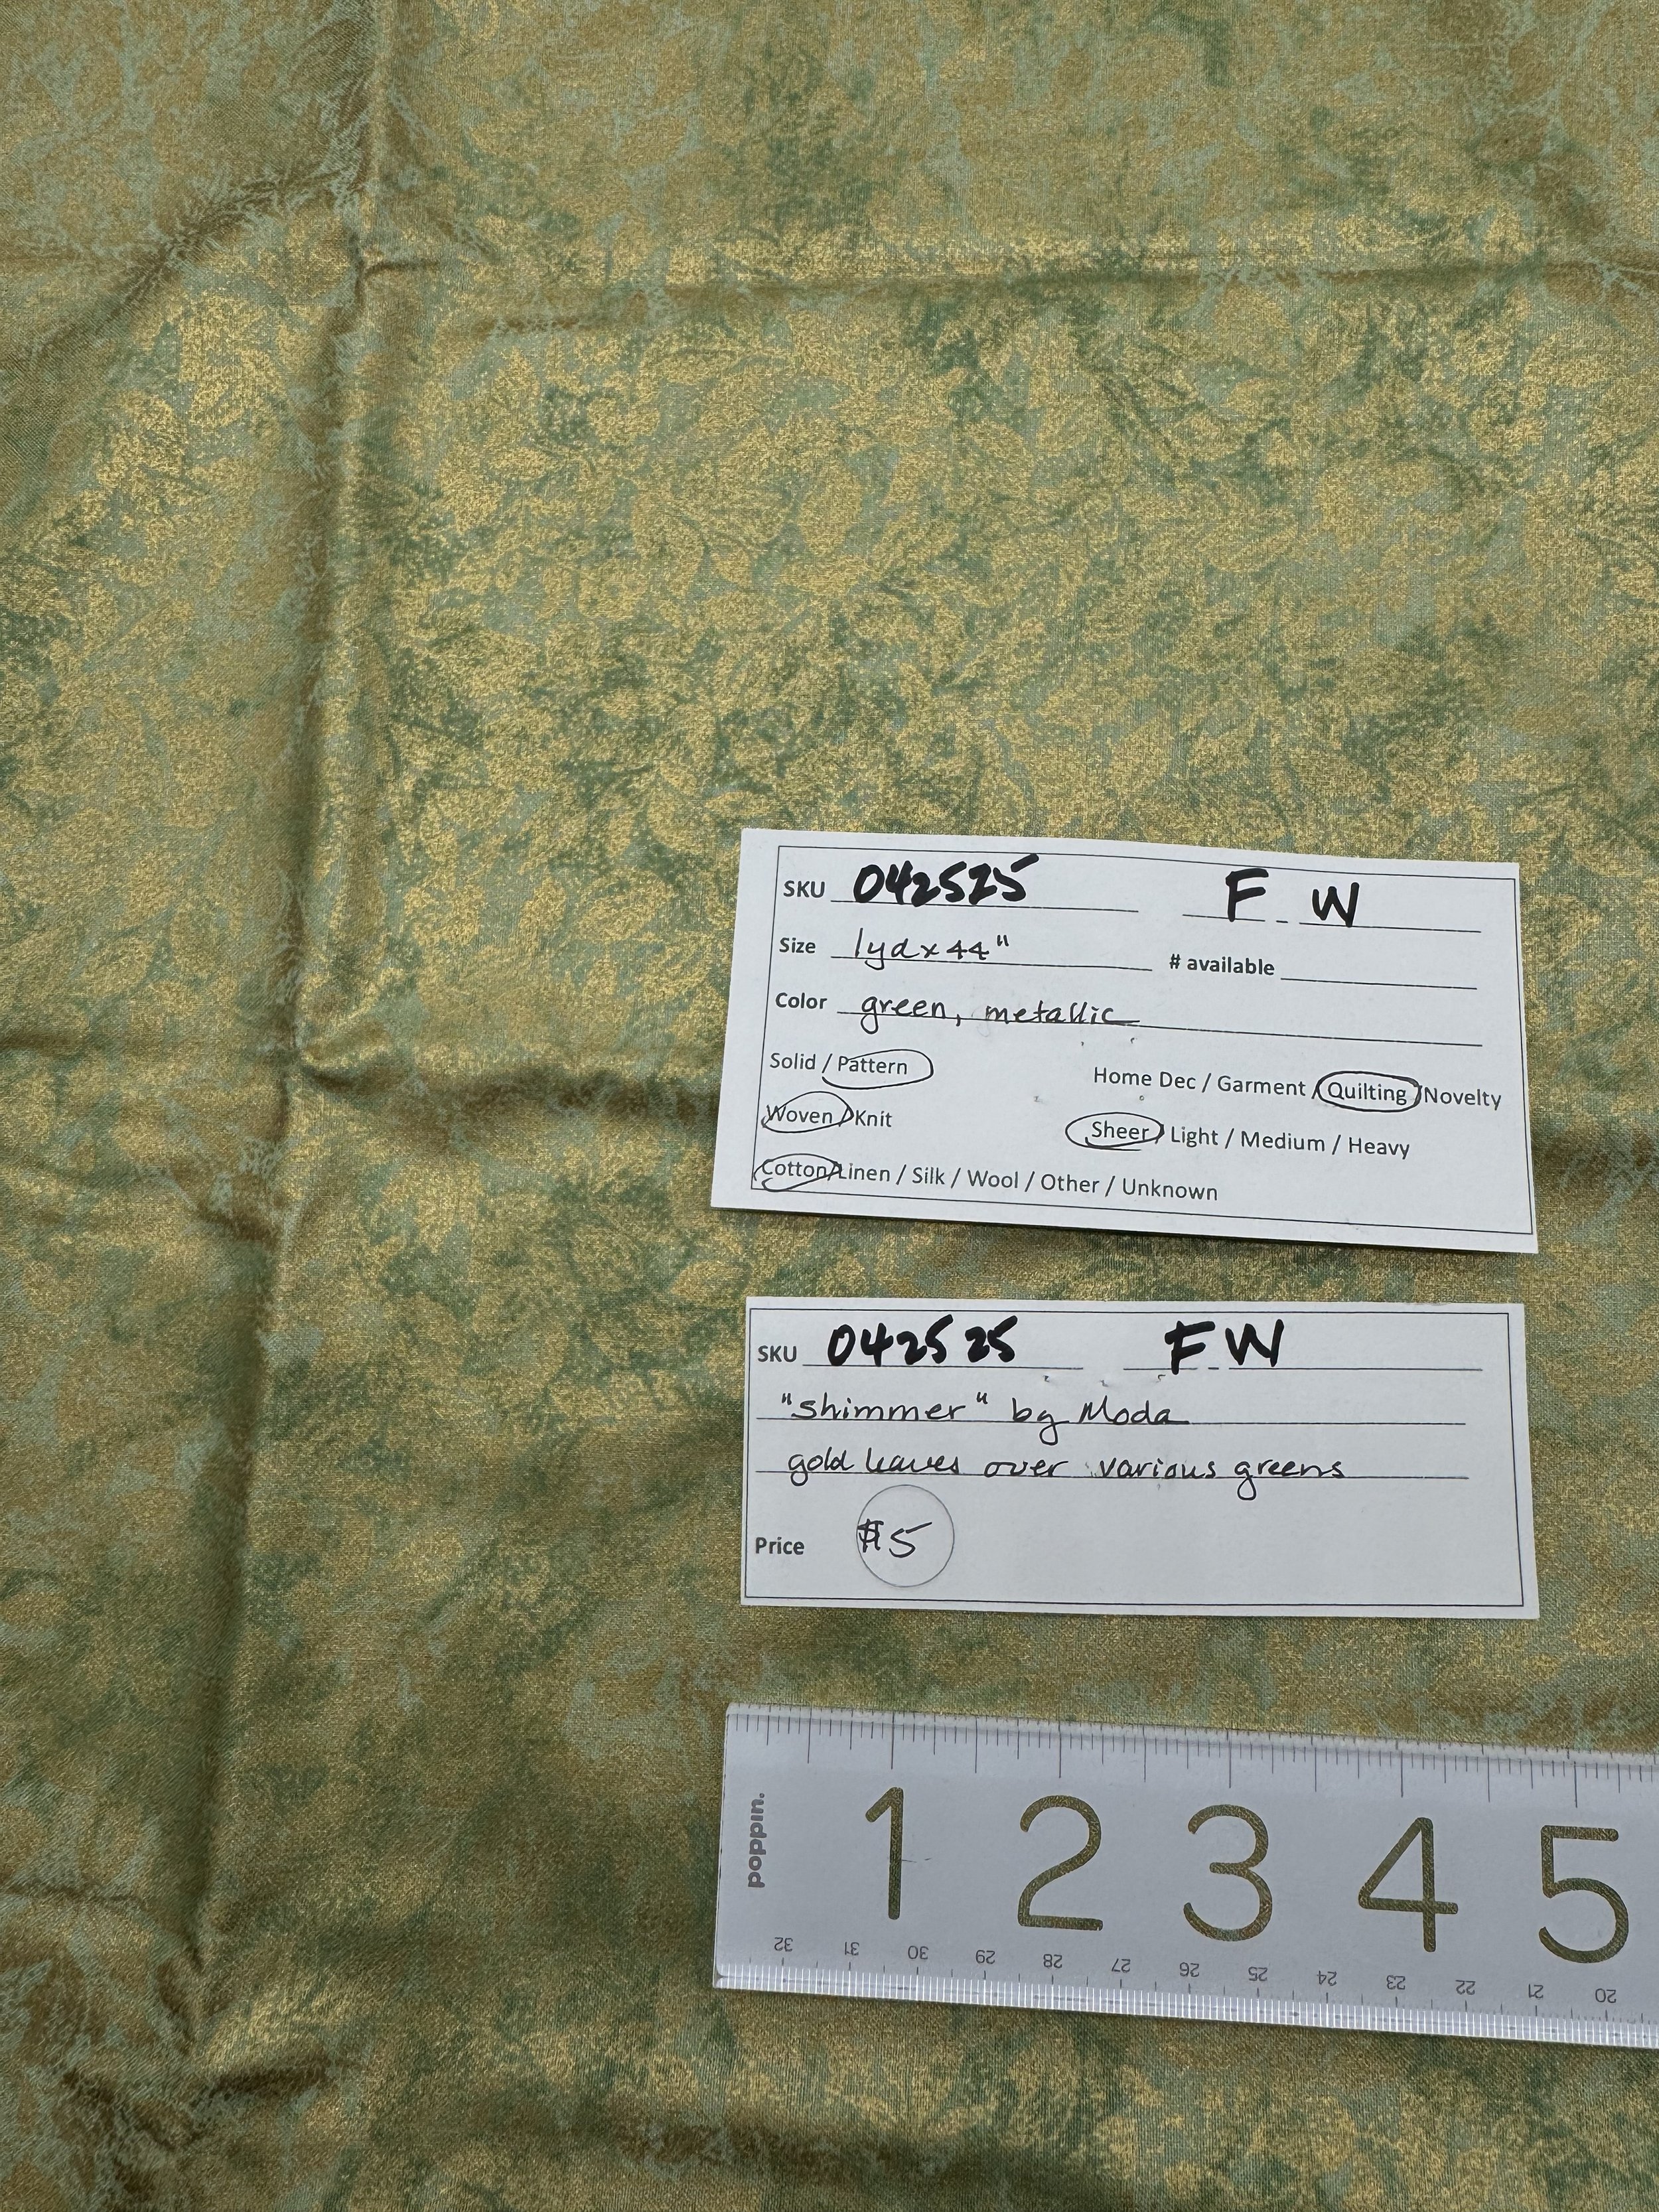 SKU 042525 F - W
Size 1yd x 44" # available
Color green, metallic
Solid / Pattern Home Dec / Garment / Quilting / Novelty
Woven / Knit Sheer / Light / Medium / Heavy
Cotton / Linen / Silk / Wool / Other / Unknown
SKU 042525 F - W
"shimmer" by Moda
gold leaves over various greens
Price $5
poppin.
1 2 3 4 5
32 31 30 29 28 27 26 25 24 23 22 21 20